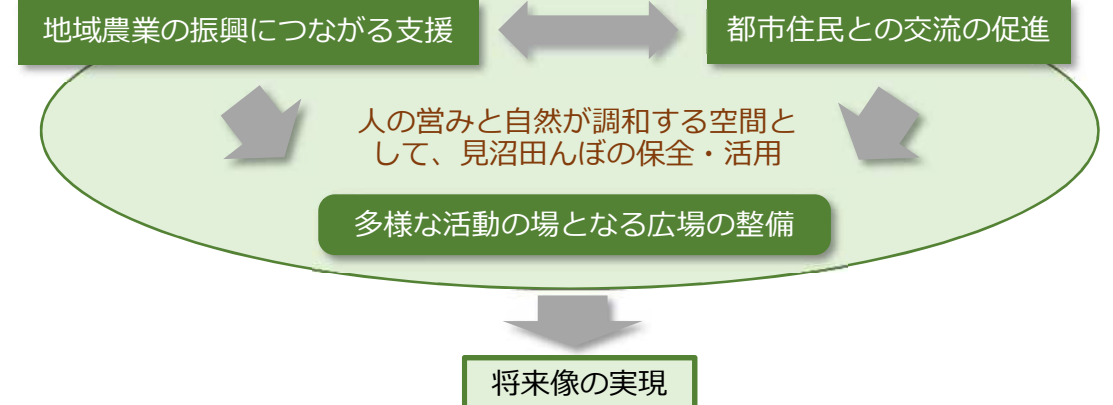 地域農業の振興につながる支援
都市住民との交流の促進
人の営みと自然が調和する空間と
して、見沼田んぼの保全・活用
多様な活動の場となる広場の整備
将来像の実現